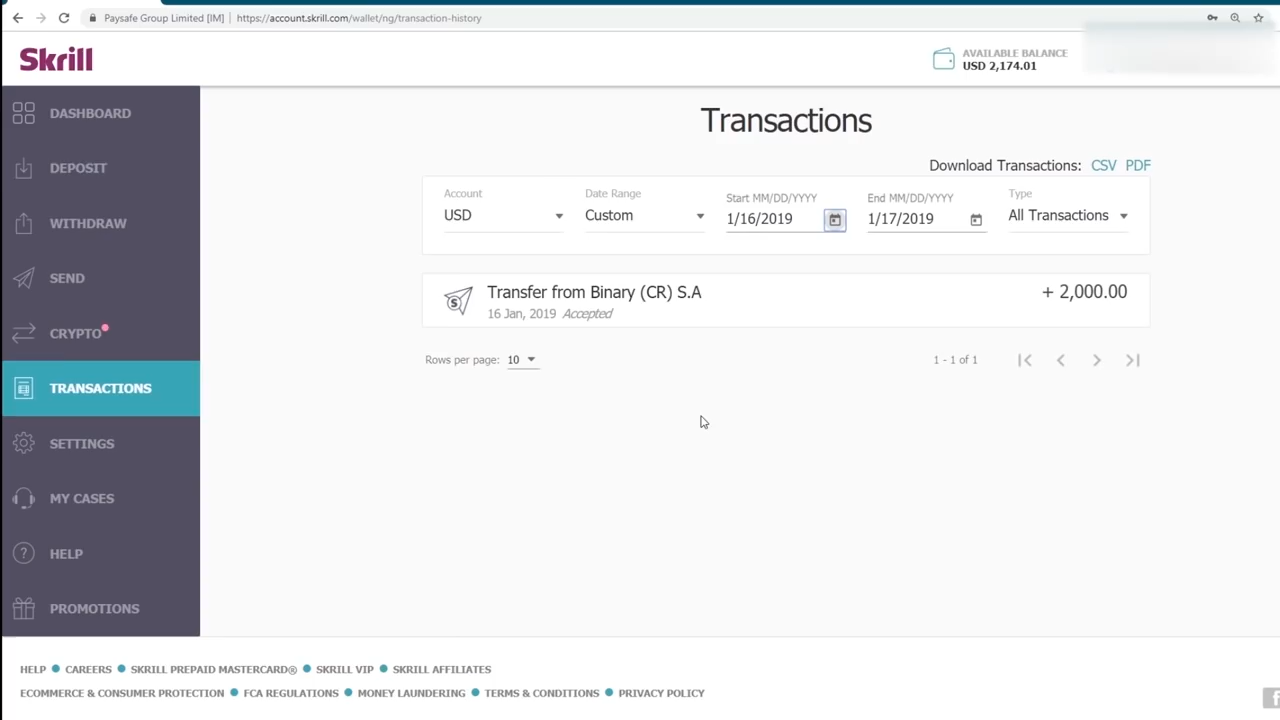 Paysafe Group Limited [IM] | https://account.skrill.com/wallet/ng/transaction-history
Skrill
AVAILABLE BALANCE
USD 2,174.01
DASHBOARD
DEPOSIT
WITHDRAW
SEND
CRYPTO
TRANSACTIONS
SETTINGS
MY CASES
HELP
PROMOTIONS
Transactions
Download Transactions: CSV PDF
Account Date Range Start MM/DD/YYYY End MM/DD/YYYY Type
USD Custom 1/16/2019 1/17/2019 All Transactions
Transfer from Binary (CR) S.A + 2,000.00
16 Jan, 2019 Accepted
Rows per page: 10 1 - 1 of 1
HELP CAREERS SKRILL PREPAID MASTERCARD® SKRILL VIP SKRILL AFFILIATES
ECOMMERCE & CONSUMER PROTECTION FCA REGULATIONS MONEY LAUNDERING TERMS & CONDITIONS PRIVACY POLICY